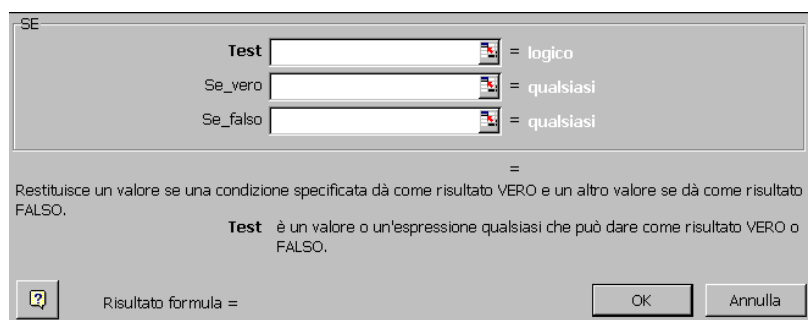 SE
Test = logico
Se_vero = qualsiasi
Se_falso = qualsiasi
=
Restituisce un valore se una condizione specificata dà come risultato VERO e un altro valore se dà come risultato
FALSO.
Test è un valore o un'espressione qualsiasi che può dare come risultato VERO o
FALSO.
? Risultato formula = OK Annulla